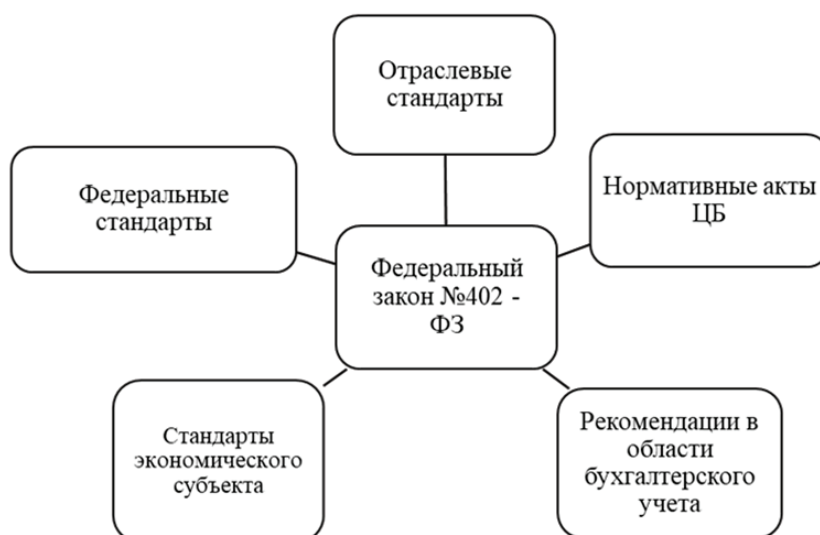 Отраслевые
стандарты
Федеральные
стандарты
Нормативные акты
ЦБ
Федеральный
закон №402 -
ФЗ
Стандарты
экономического
субъекта
Рекомендации в
области
бухгалтерского
учета